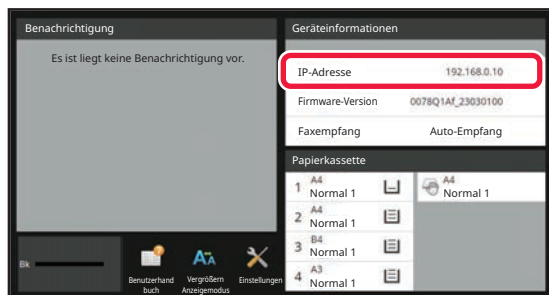 Benachrichtigung
Es ist liegt keine Benachrichtigung vor.
Geräteinformationen
IP-Adresse 192.168.0.10
Firmware-Version 0078Q1Af_23030100
Faxempfang Auto-Empfang
Papierkassette
1 A4
Normal 1
A4
Normal 1
2 A4
Normal 1
3 B4
Normal 1
4 A3
Normal 1
Bk
Benutzerhand
buch
Vergrößern
Anzeigemodus
Einstellungen